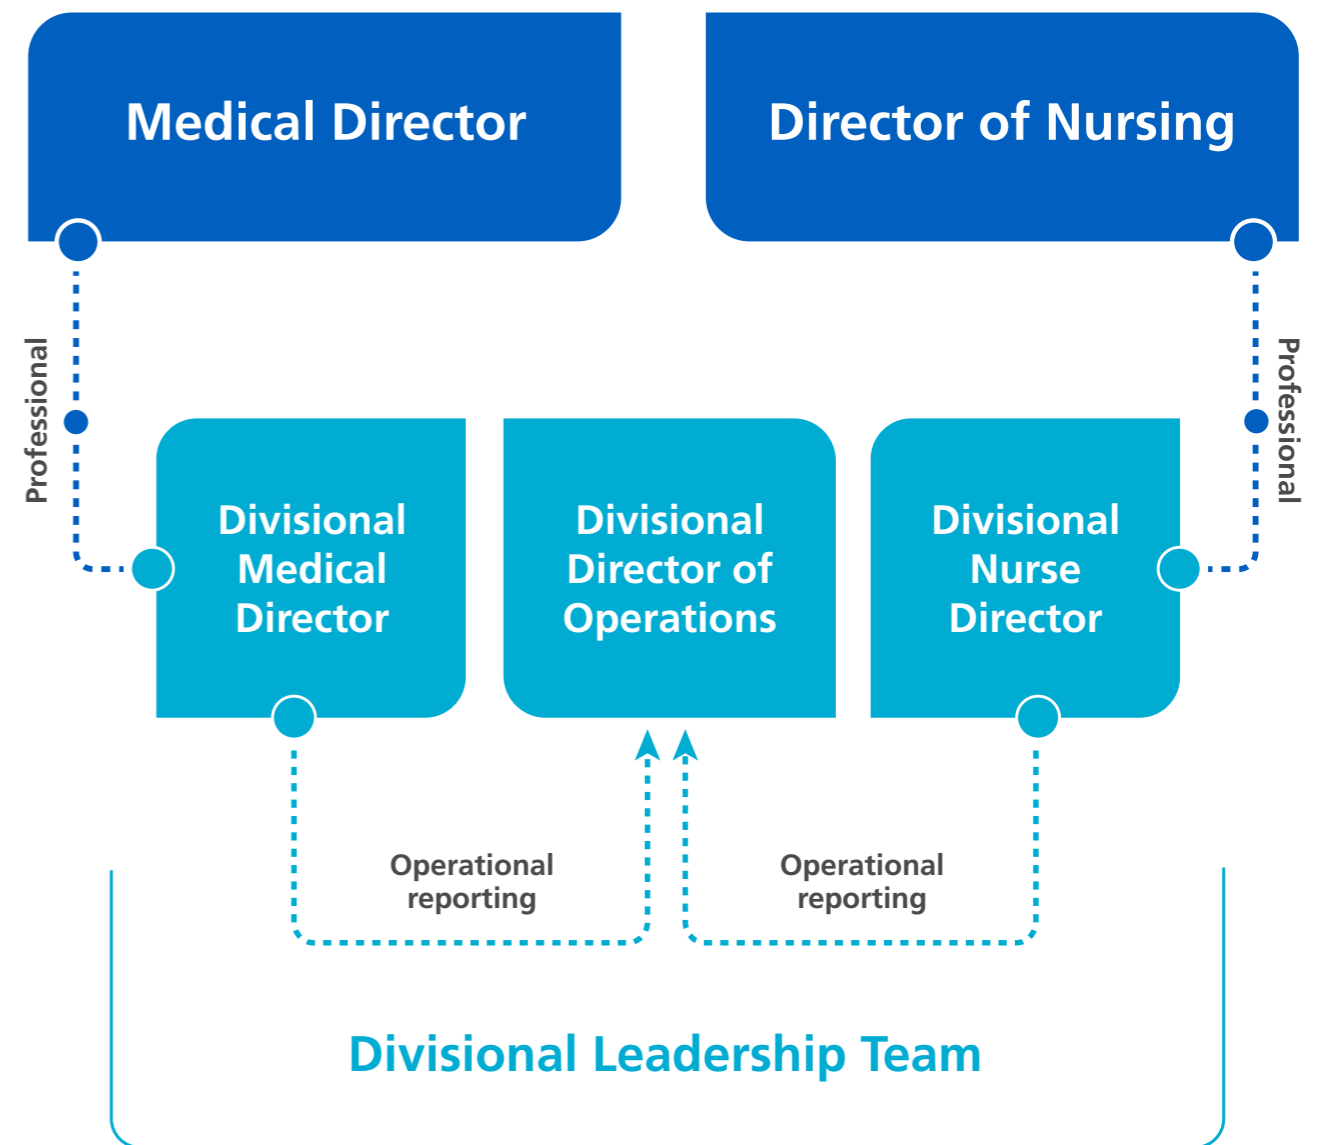 Medical Director
Director of Nursing
Professional
Professional
Divisional
Medical
Director
Divisional
Director of
Operations
Divisional
Nurse
Director
Operational
reporting
Operational
reporting
Divisional Leadership Team